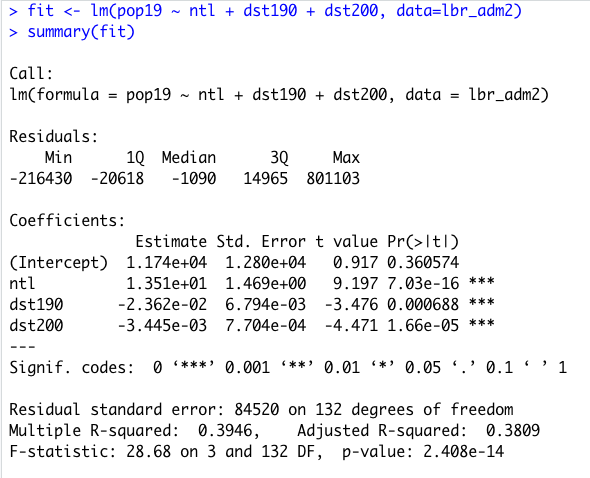 > fit <- lm(pop19 ~ ntl + dst190 + dst200, data=lbr_adm2)
> summary(fit)

Call:
lm(formula = pop19 ~ ntl + dst190 + dst200, data = lbr_adm2)

Residuals:
    Min      1Q  Median      3Q     Max
-216430  -20618   -1090   14965  801103

Coefficients:
              Estimate Std. Error t value Pr(>|t|)
(Intercept)  1.174e+04  1.280e+04   0.917 0.360574
ntl          1.351e+01  1.469e+00   9.197 7.03e-16 ***
dst190      -2.362e-02  6.794e-03  -3.476 0.000688 ***
dst200      -3.445e-03  7.704e-04  -4.471 1.66e-05 ***
---
Signif. codes:  0 ‘***’ 0.001 ‘**’ 0.01 ‘*’ 0.05 ‘.’ 0.1 ‘ ’ 1

Residual standard error: 84520 on 132 degrees of freedom
Multiple R-squared:  0.3946,    Adjusted R-squared:  0.3809
F-statistic: 28.68 on 3 and 132 DF,  p-value: 2.408e-14